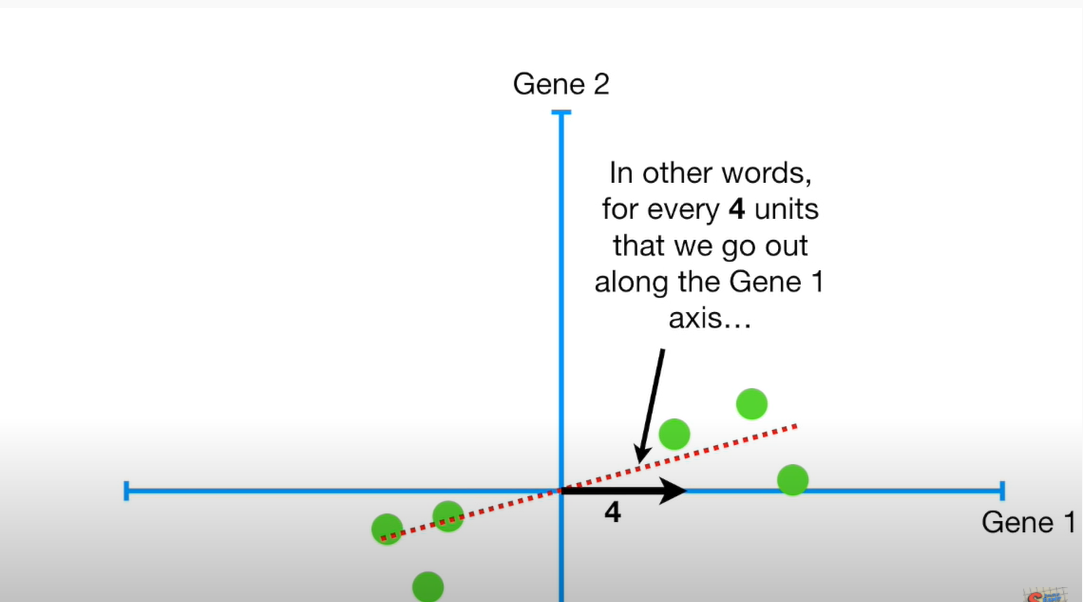 Gene 2
In other words,
for every 4 units
that we go out
along the Gene 1
axis…
4
Gene 1